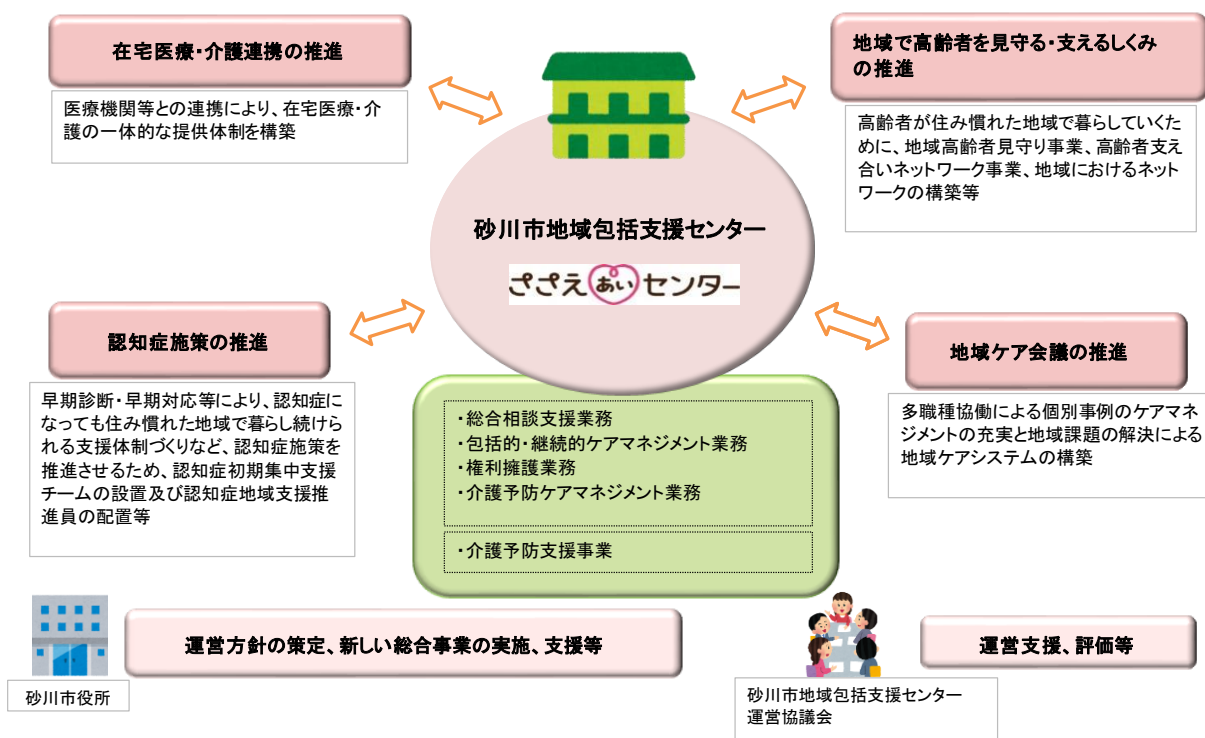 在宅医療・介護連携の推進
医療機関等との連携により、在宅医療・介
護の一体的な提供体制を構築
地域で高齢者を見守る・支えるしくみ
の推進
高齢者が住み慣れた地域で暮らしていくた
めに、地域高齢者見守り事業、高齢者支え
合いネットワーク事業、地域におけるネット
ワークの構築等
砂川市地域包括支援センター
ささえあいセンター
認知症施策の推進
早期診断・早期対応等により、認知症に
なっても住み慣れた地域で暮らし続けら
れる支援体制づくりなど、認知症施策を
推進させるため、認知症初期集中支援
チームの設置及び認知症地域支援推
進員の配置等
地域ケア会議の推進
多職種協働による個別事例のケアマネ
ジメントの充実と地域課題の解決による
地域ケアシステムの構築
・総合相談支援業務
・包括的・継続的ケアマネジメント業務
・権利擁護業務
・介護予防ケアマネジメント業務
・介護予防支援事業
運営方針の策定、新しい総合事業の実施、支援等
砂川市役所
運営支援、評価等
砂川市地域包括支援センター
運営協議会